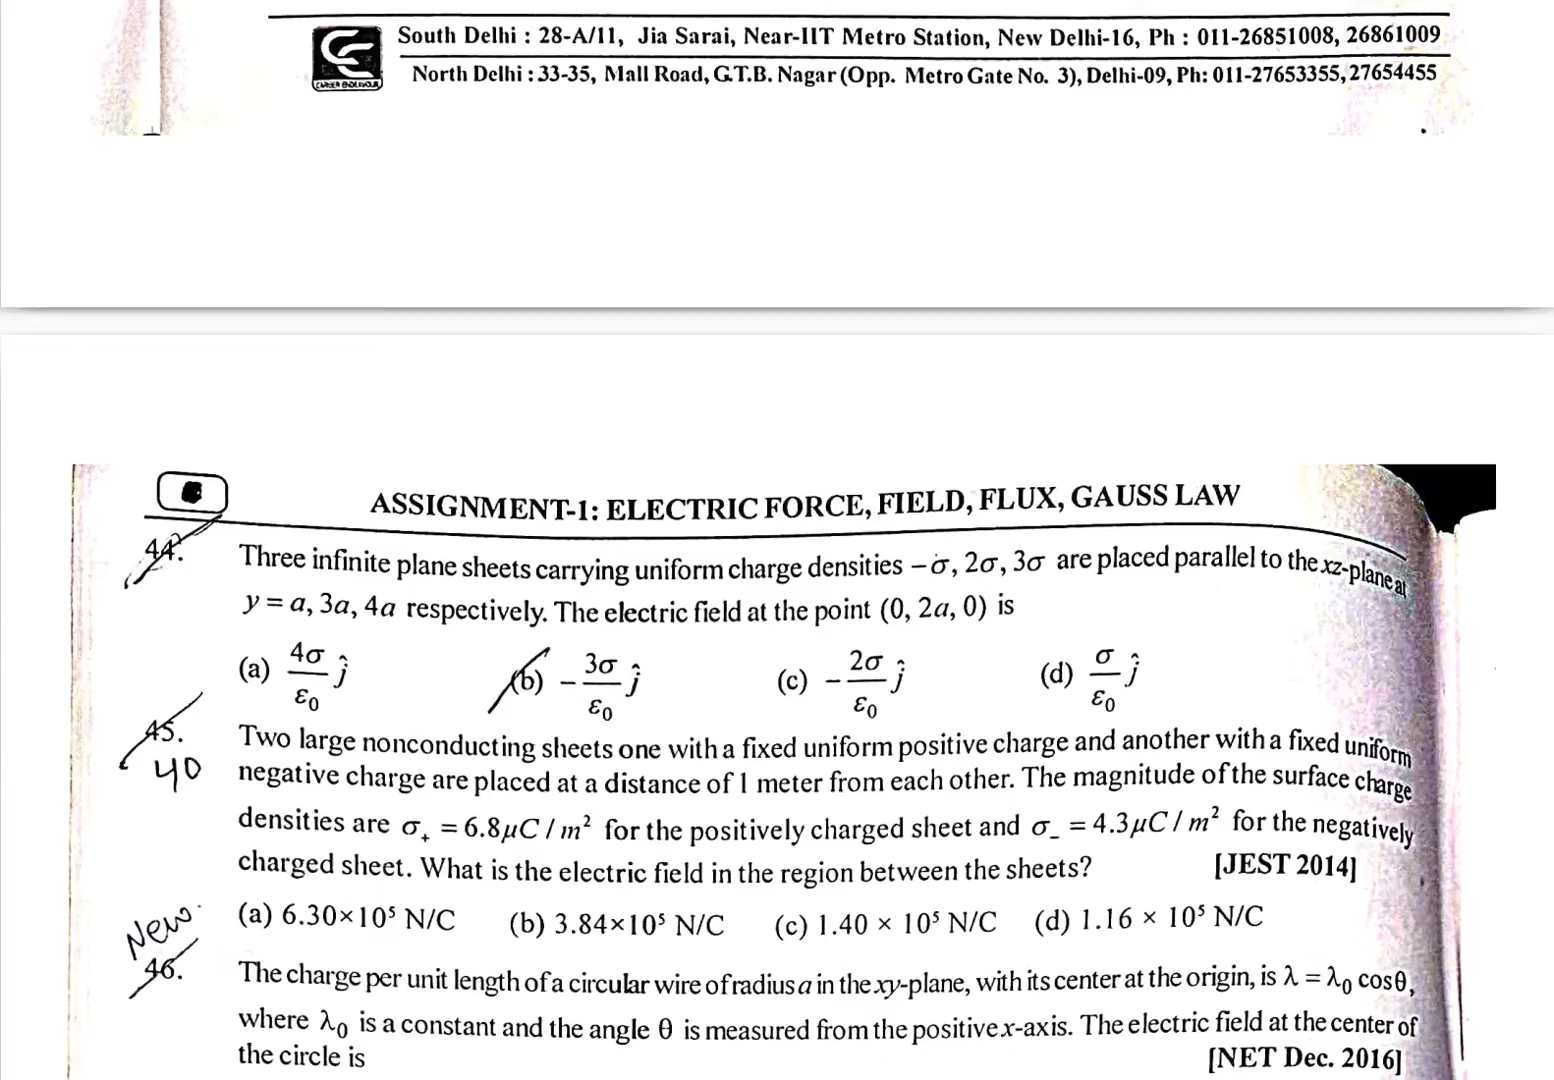 South Delhi : 28-A/11, Jia Sarai, Near-IIT Metro Station, New Delhi-16, Ph : 011-26851008, 26861009
CAREER ENDEAVOUR
North Delhi : 33-35, Mall Road, G.T.B. Nagar (Opp. Metro Gate No. 3), Delhi-09, Ph: 011-27653355, 27654455
ASSIGNMENT-1: ELECTRIC FORCE, FIELD, FLUX, GAUSS LAW
44. Three infinite plane sheets carrying uniform charge densities −σ, 2σ, 3σ are placed parallel to the xz-plane at
y = a, 3a, 4a respectively. The electric field at the point (0, 2a, 0) is
(a) 4σ/ε₀ ĵ (b) −3σ/ε₀ ĵ (c) −2σ/ε₀ ĵ (d) σ/ε₀ ĵ
45. Two large nonconducting sheets one with a fixed uniform positive charge and another with a fixed uniform
40 negative charge are placed at a distance of 1 meter from each other. The magnitude of the surface charge
densities are σ₊ = 6.8μC / m² for the positively charged sheet and σ₋ = 4.3μC / m² for the negatively
charged sheet. What is the electric field in the region between the sheets? [JEST 2014]
(a) 6.30×10⁵ N/C (b) 3.84×10⁵ N/C (c) 1.40 × 10⁵ N/C (d) 1.16 × 10⁵ N/C
New
46. The charge per unit length of a circular wire of radius a in the xy-plane, with its center at the origin, is λ = λ₀ cosθ,
where λ₀ is a constant and the angle θ is measured from the positive x-axis. The electric field at the center of
the circle is [NET Dec. 2016]